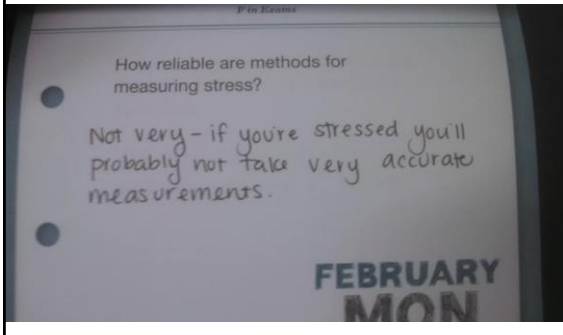 F in Exams
How reliable are methods for
measuring stress?
Not very - if you're stressed you'll
probably not take very accurate
measurements.
FEBRUARY
MON